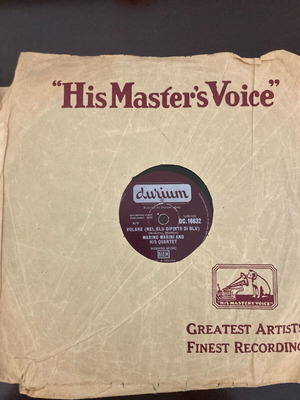 "His Master's Voice"
durium
DC.16632
VOLARE (NEL BLU DIPINTO DI BLU)
MARINO MARINI AND
HIS QUARTET
"HIS MASTER'S VOICE"
GREATEST ARTISTS
FINEST RECORDING